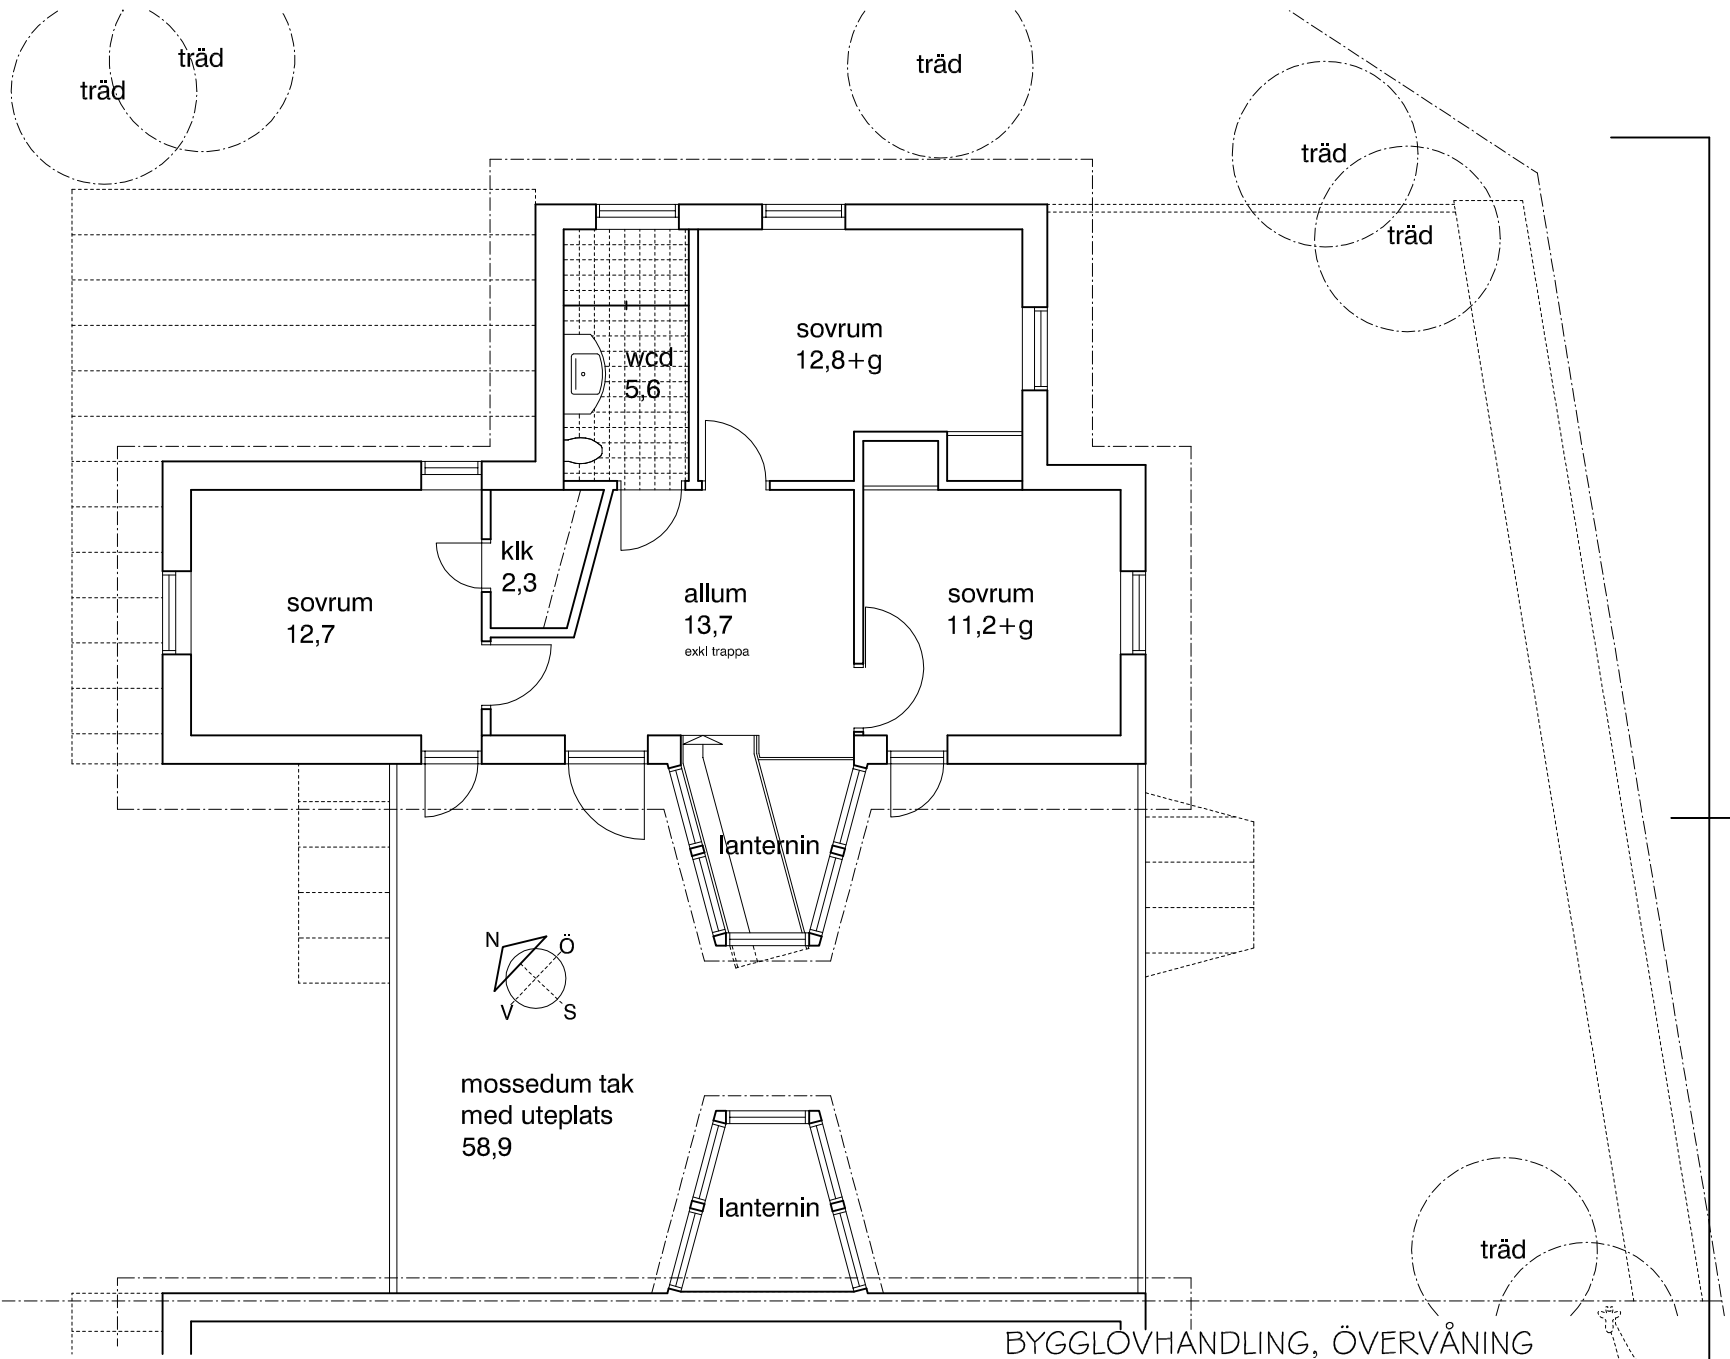 träd
träd
träd
träd
träd
sovrum
12,8+g
wcd
5,6
klk
2,3
sovrum
12,7
allum
13,7
exkl trappa
sovrum
11,2+g
lanternin
N
Ö
V
S
mossedum tak
med uteplats
58,9
lanternin
träd
BYGGLOVHANDLING, ÖVERVÅNING